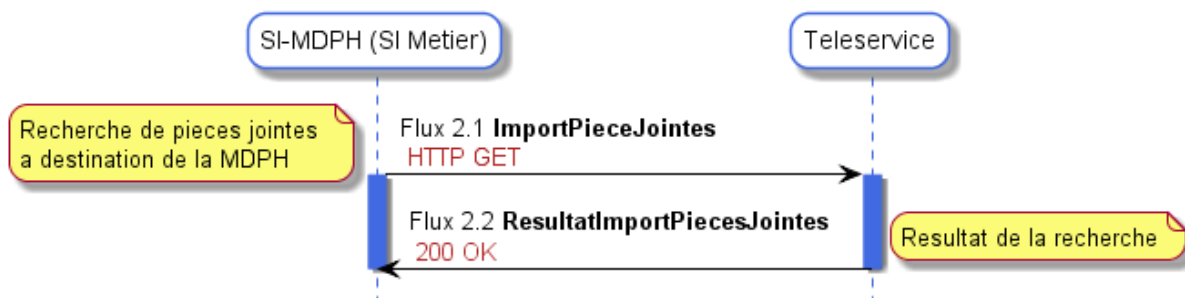 SI-MDPH (SI Metier)
Teleservice
Recherche de pieces jointes
a destination de la MDPH
Flux 2.1 ImportPieceJointes
HTTP GET
Flux 2.2 ResultatImportPiecesJointes
200 OK
Resultat de la recherche